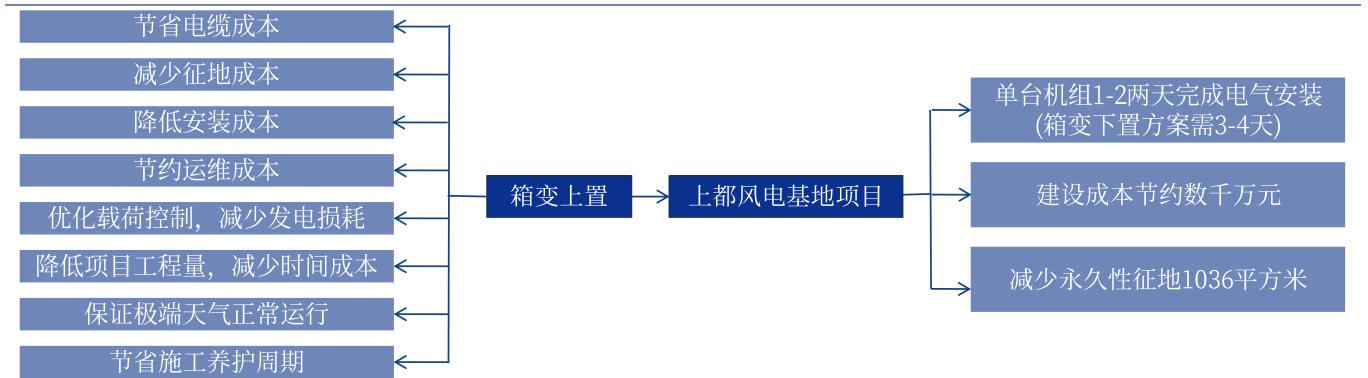 节省电缆成本
减少征地成本
降低安装成本
节约运维成本
优化载荷控制，减少发电损耗
降低项目工程量，减少时间成本
保证极端天气正常运行
节省施工养护周期
箱变上置
上都风电基地项目
单台机组1-2两天完成电气安装
(箱变下置方案需3-4天)
建设成本节约数千万元
减少永久性征地1036平方米